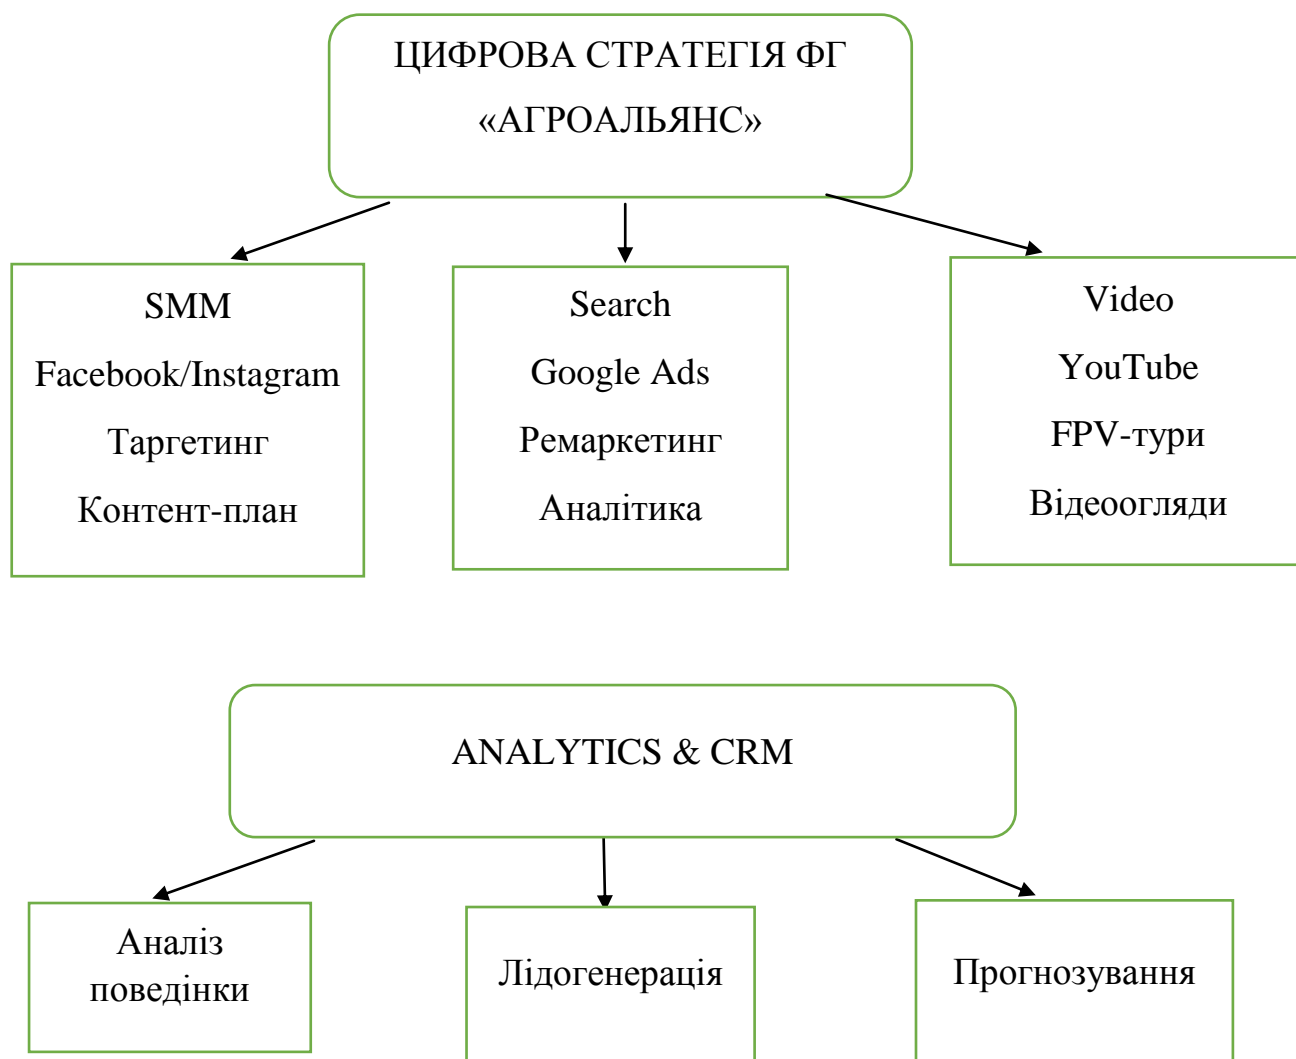 ЦИФРОВА СТРАТЕГІЯ ФГ
«АГРОАЛЬЯНС»
SMM
Facebook/Instagram
Таргетинг
Контент-план
Search
Google Ads
Ремаркетинг
Аналітика
Video
YouTube
FPV-тури
Відеоогляди
ANALYTICS & CRM
Аналіз
поведінки
Лідогенерація
Прогнозування